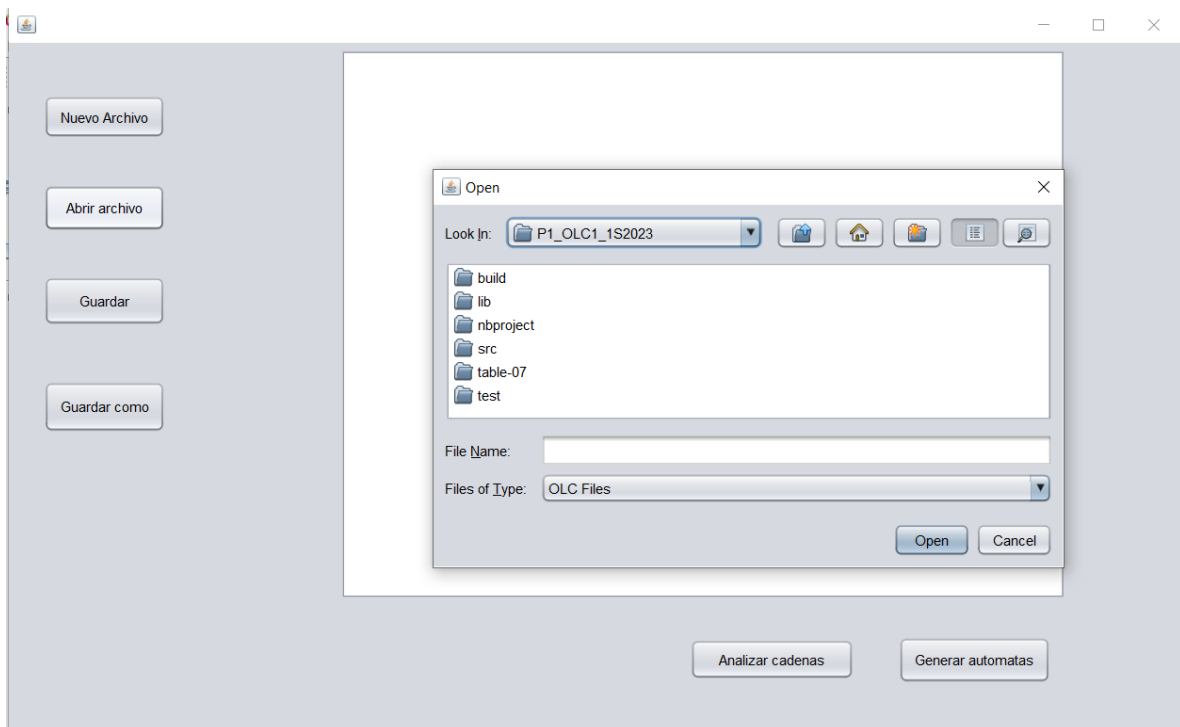 Nuevo Archivo
Abrir archivo
Guardar
Guardar como
Open
Look In: P1_OLC1_1S2023
build
lib
nbproject
src
table-07
test
File Name:
Files of Type: OLC Files
Open Cancel
Analizar cadenas Generar automatas